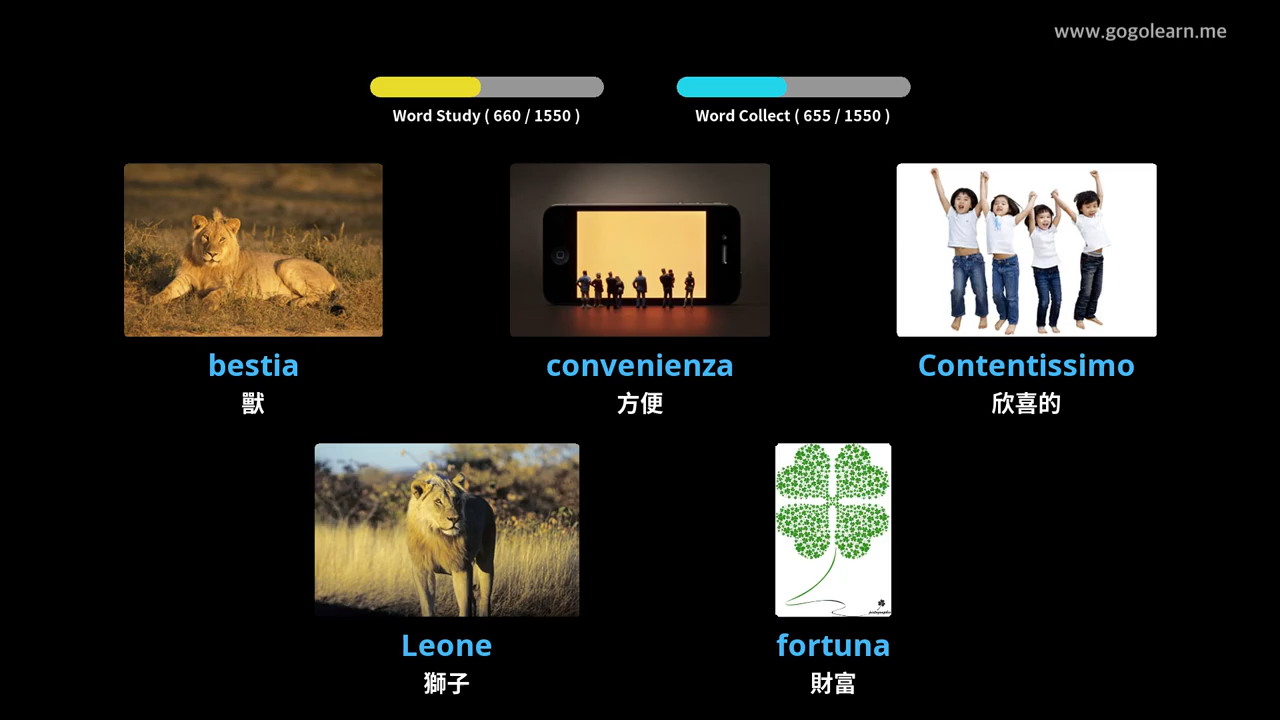 www.gogolearn.me
Word Study ( 660 / 1550 )
Word Collect ( 655 / 1550 )
bestia
獸
convenienza
方便
Contentissimo
欣喜的
Leone
獅子
fortuna
財富